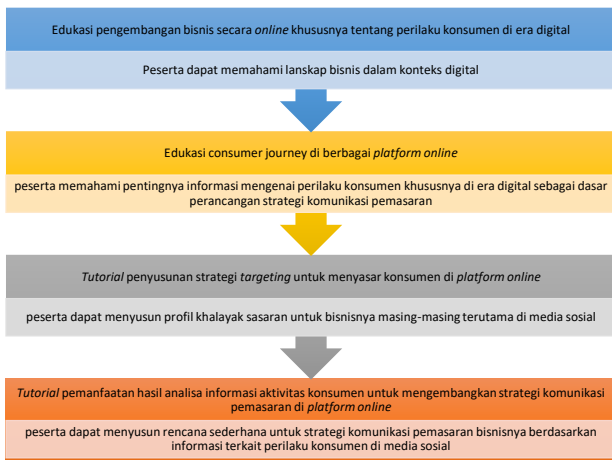 Edukasi pengembangan bisnis secara online khususnya tentang perilaku konsumen di era digital
Peserta dapat memahami lanskap bisnis dalam konteks digital
Edukasi consumer journey di berbagai platform online
peserta memahami pentingnya informasi mengenai perilaku konsumen khususnya di era digital sebagai dasar
perancangan strategi komunikasi pemasaran
Tutorial penyusunan strategi targeting untuk menyasar konsumen di platform online
peserta dapat menyusun profil khalayak sasaran untuk bisnisnya masing-masing terutama di media sosial
Tutorial pemanfaatan hasil analisa informasi aktivitas konsumen untuk mengembangkan strategi komunikasi
pemasaran di platform online
peserta dapat menyusun rencana sederhana untuk strategi komunikasi pemasaran bisnisnya berdasarkan
informasi terkait perilaku konsumen di media sosial